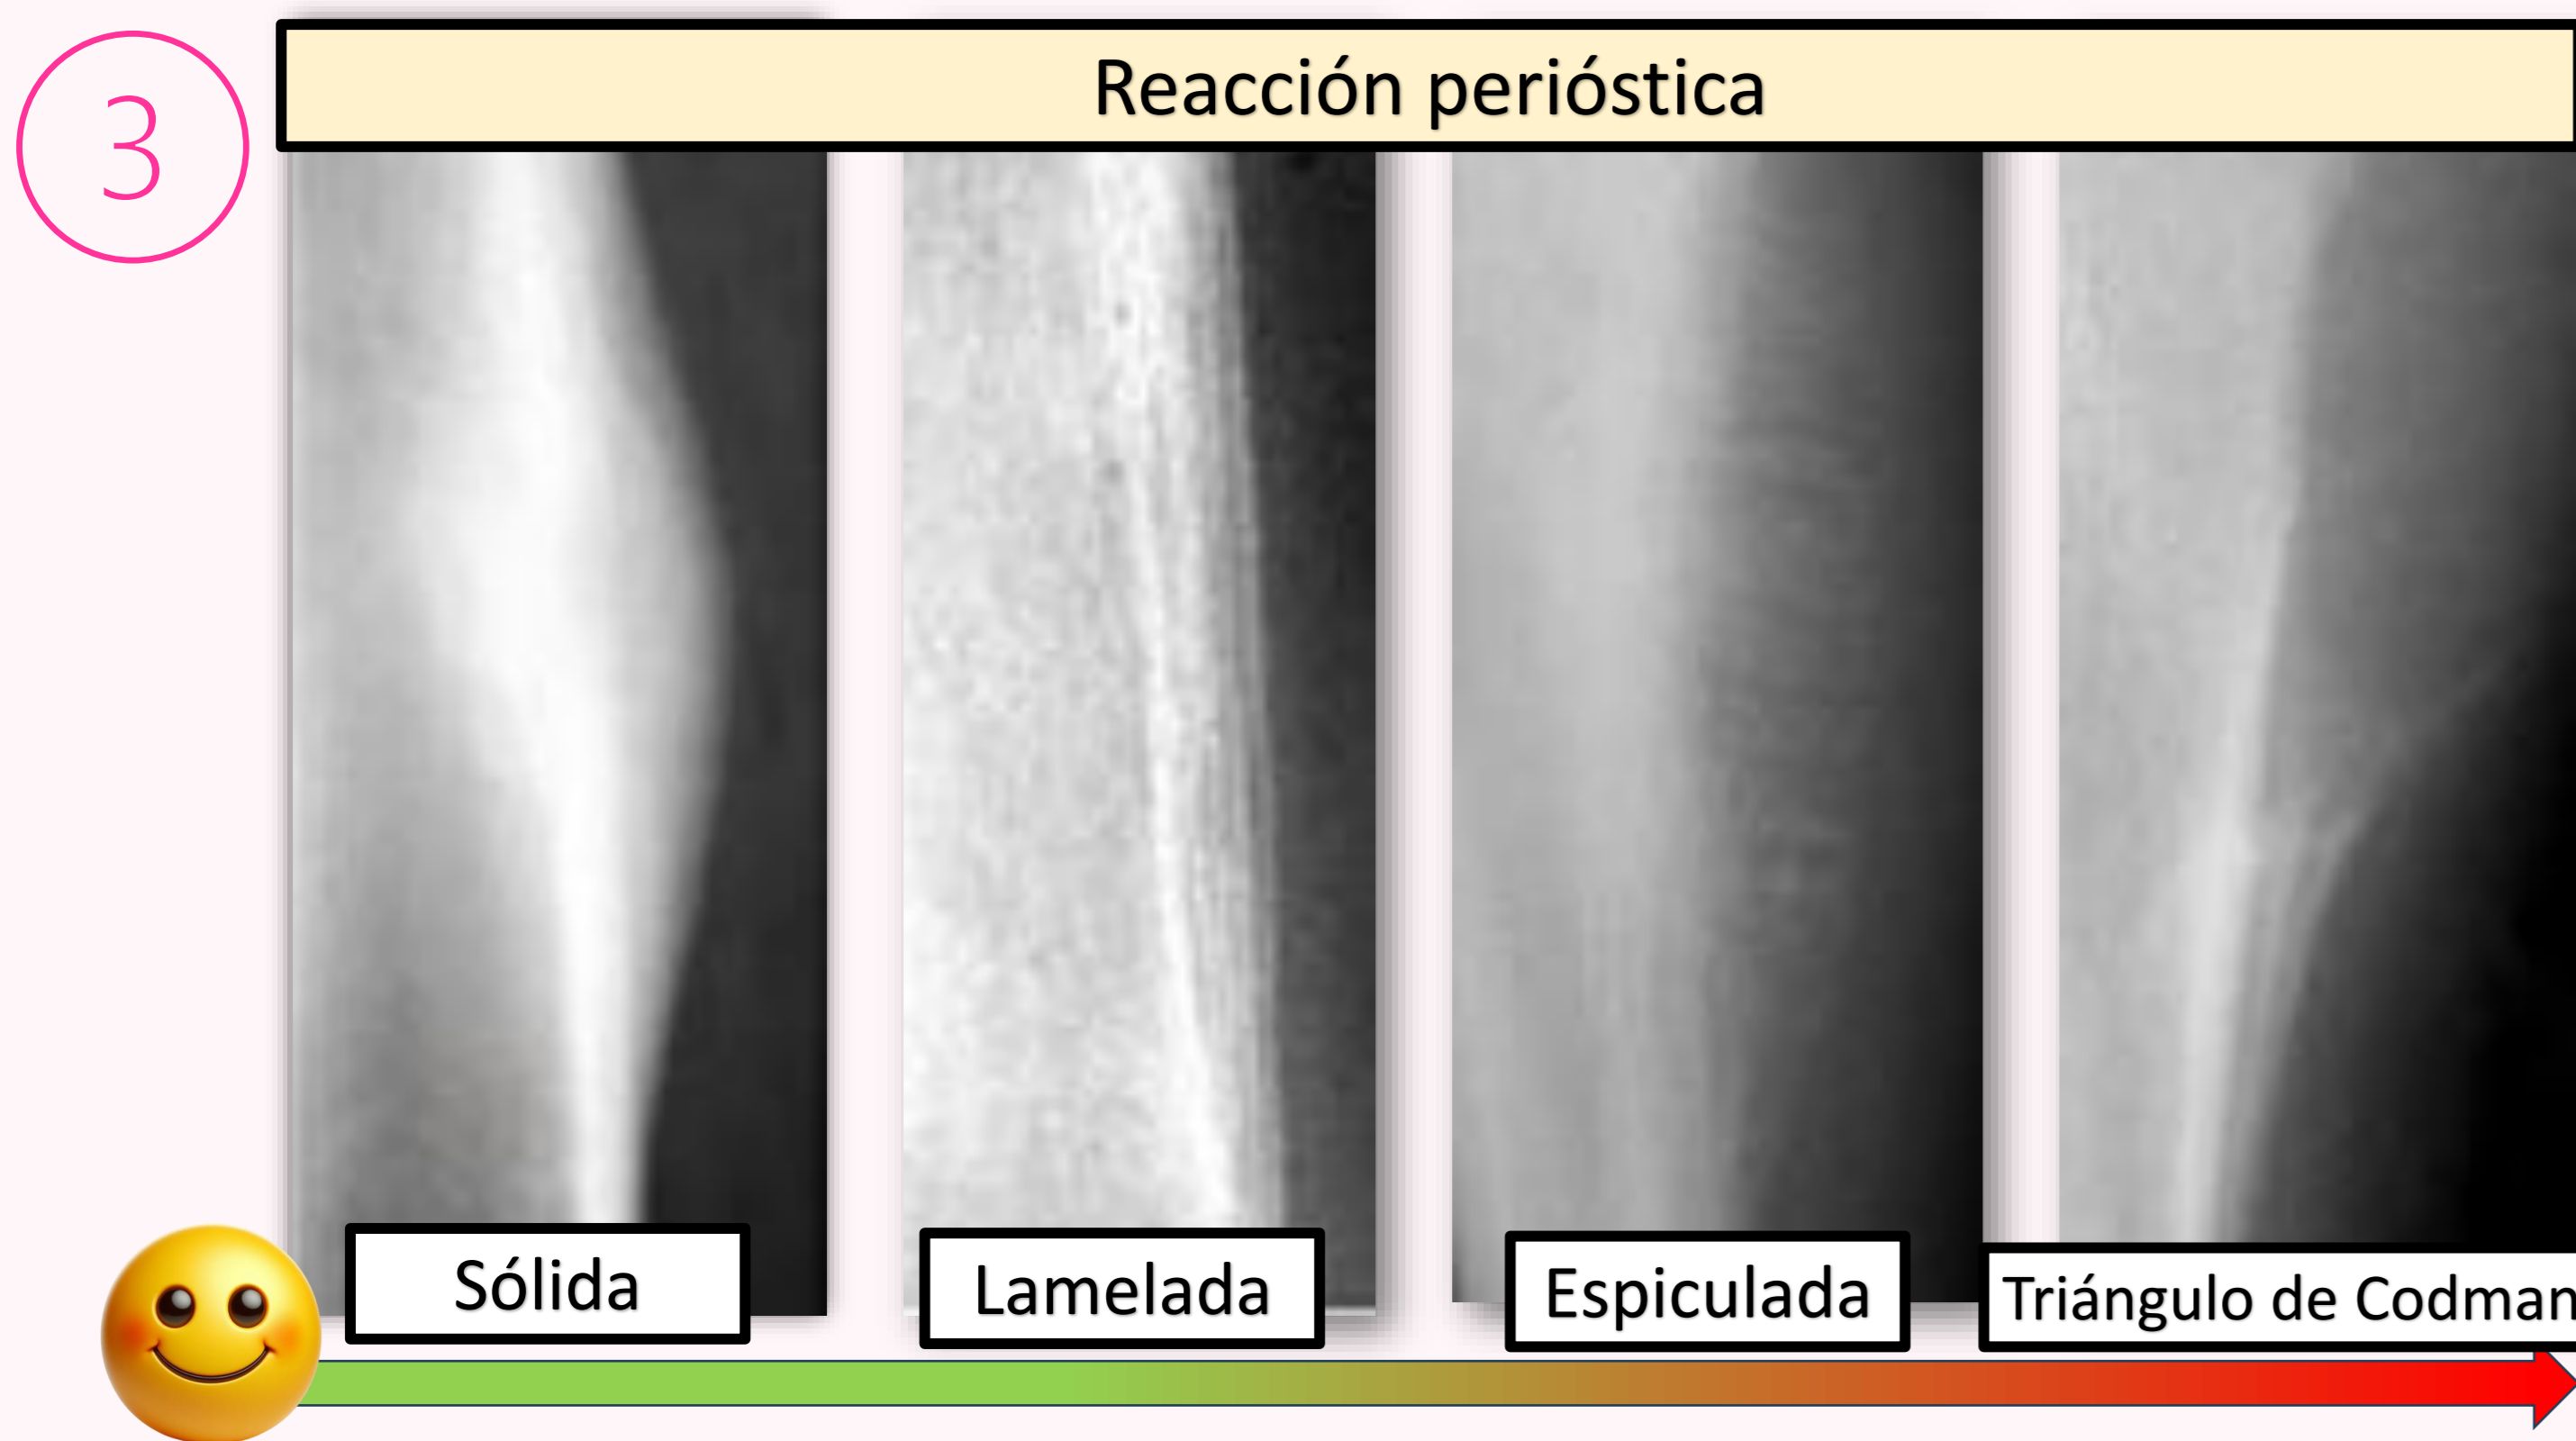 3
Reacción perióstica
Sólida
Lamelada
Espiculada
Triángulo de Codman